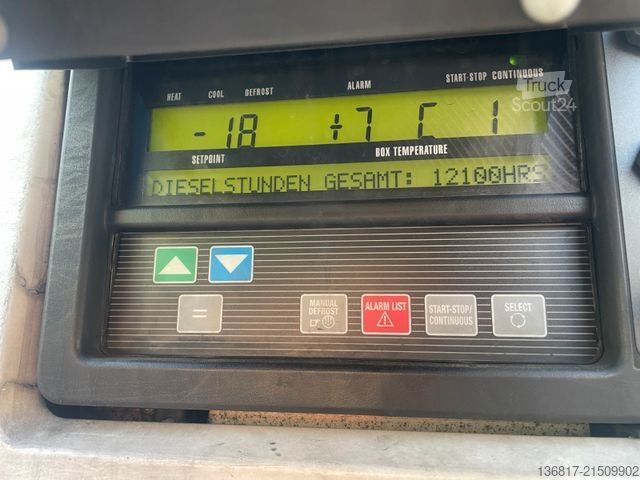 HEAT COOL DEFROST ALARM START-STOP CONTINUOUS
Truck
Scout24
-18 +7 C 1
SETPOINT BOX TEMPERATURE
DIESELSTUNDEN GESAMT: 12100HRS
=
MANUAL
DEFROST
ALARM LIST
START-STOP/
CONTINUOUS
SELECT
136817-21509902